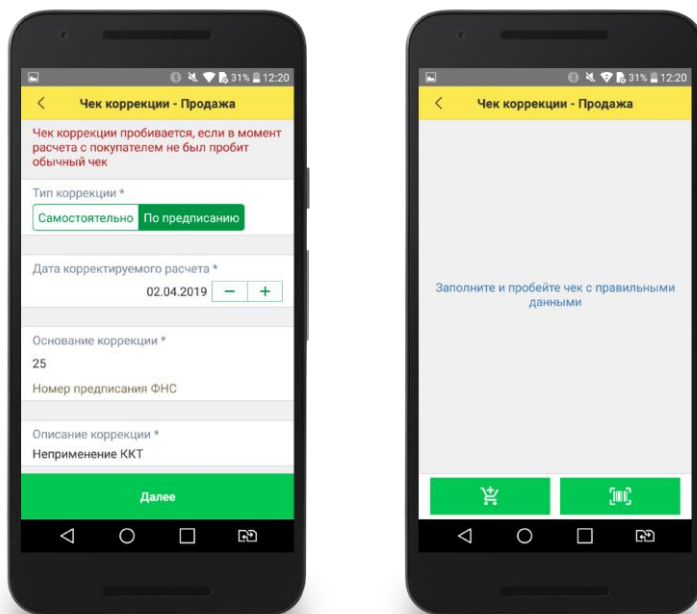 31% 12:20
Чек коррекции - Продажа
Чек коррекции пробивается, если в момент
расчета с покупателем не был пробит
обычный чек
Тип коррекции *
Самостоятельно По предписанию
Дата корректируемого расчета *
02.04.2019 − +
Основание коррекции *
25
Номер предписания ФНС
Описание коррекции *
Неприменение ККТ
Далее
31% 12:20
Чек коррекции - Продажа
Заполните и пробейте чек с правильными
данными